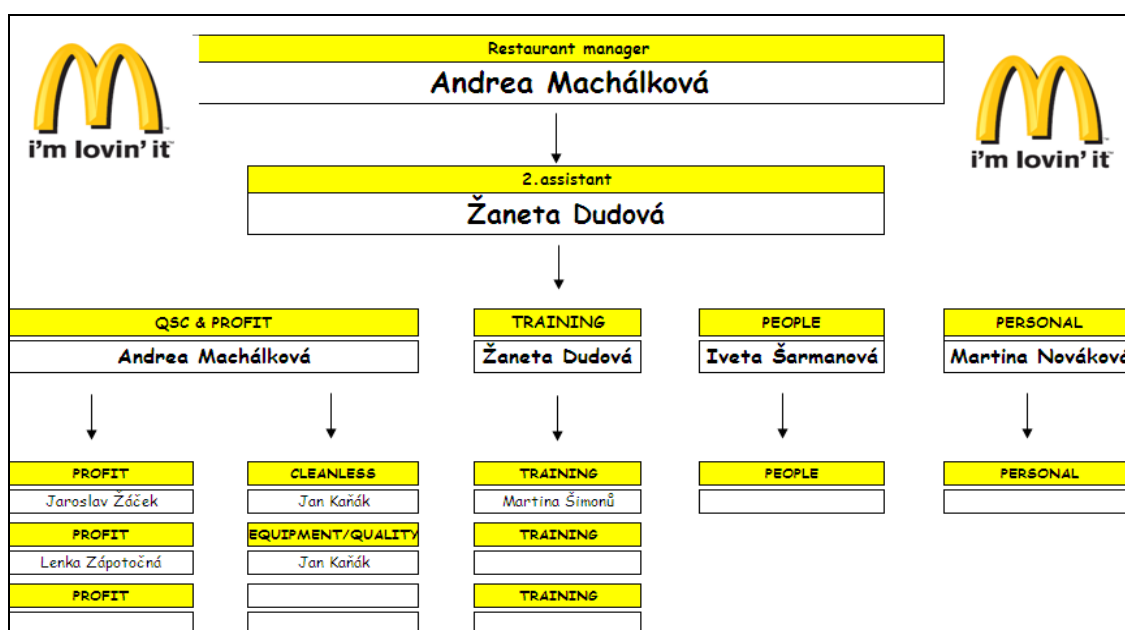 Restaurant manager
Andrea Machálková
i'm lovin' it™
i'm lovin' it™
2.assistant
Žaneta Dudová
QSC & PROFIT
TRAINING
PEOPLE
PERSONAL
Andrea Machálková
Žaneta Dudová
Iveta Šarmanová
Martina Nováková
PROFIT
CLEANLESS
TRAINING
PEOPLE
PERSONAL
Jaroslav Žáček
Jan Kaňák
Martina Šimonů
PROFIT
EQUIPMENT/QUALITY
TRAINING
Lenka Zápotočná
Jan Kaňák
PROFIT
TRAINING